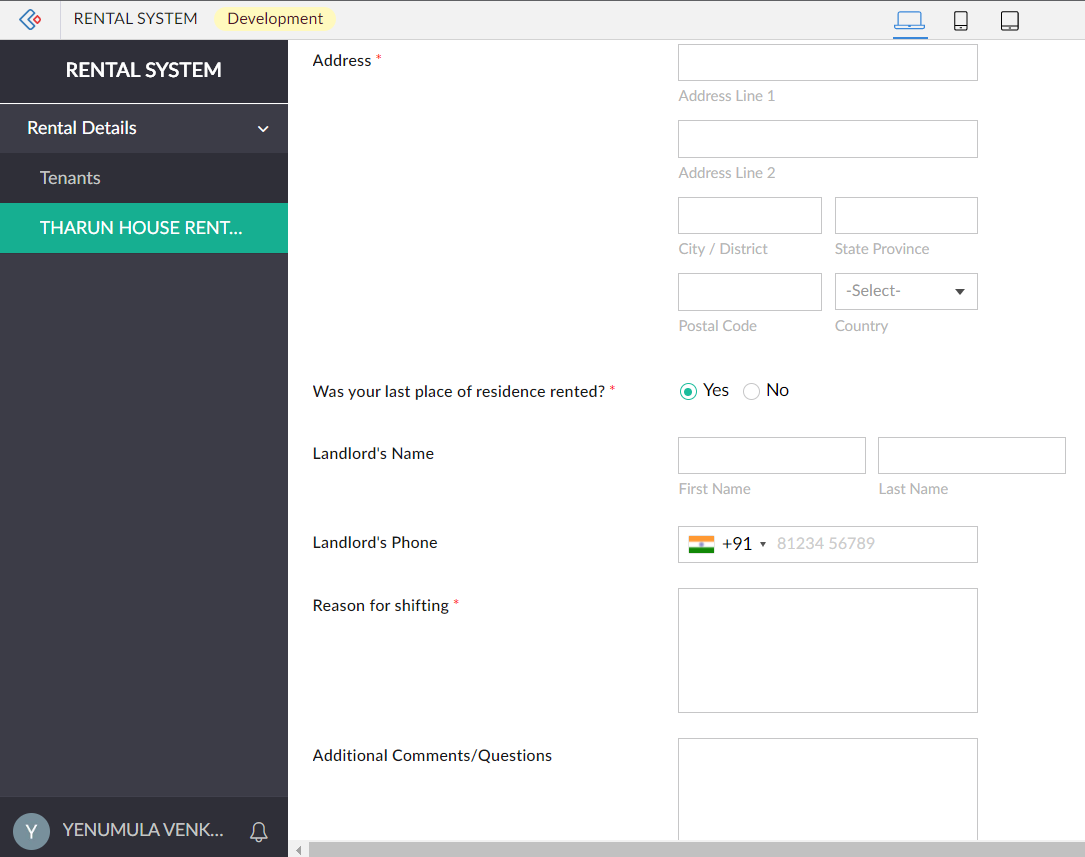 RENTAL SYSTEM Development
RENTAL SYSTEM
Rental Details
Tenants
THARUN HOUSE RENT...
Address *
Address Line 1
Address Line 2
City / District State Province
-Select-
Postal Code Country
Was your last place of residence rented? * Yes No
Landlord's Name
First Name Last Name
Landlord's Phone +91 81234 56789
Reason for shifting *
Additional Comments/Questions
Y YENUMULA VENK...